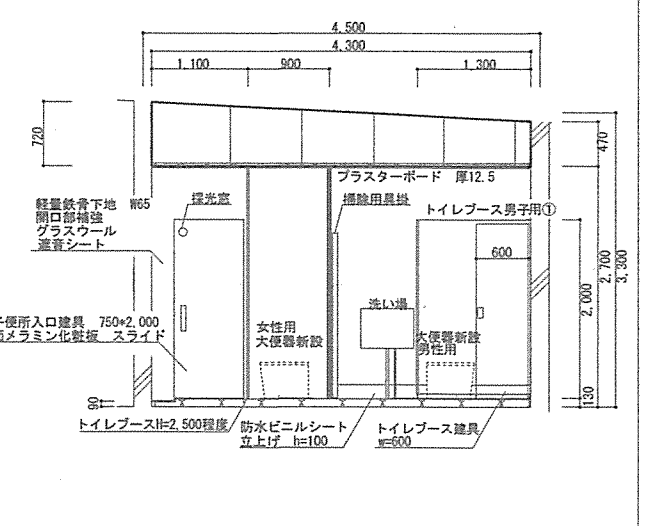 4,500
4,300
1,100
900
1,300
720
470
プラスターボード 厚12.5
軽量鉄骨下地 W65
開口部補強
グラスウール
遮音シート
採光窓
掃除用具掛
トイレブース男子用①
600
2,000
2,700
3,300
洗い場
子便所入口建具 750*2,000
メラミン化粧板 スライド
女性用
大便器新設
大便器新設
男性用
90
130
トイレブースH=2,500程度
防水ビニルシート
立上げ h=100
トイレブース建具
w=600